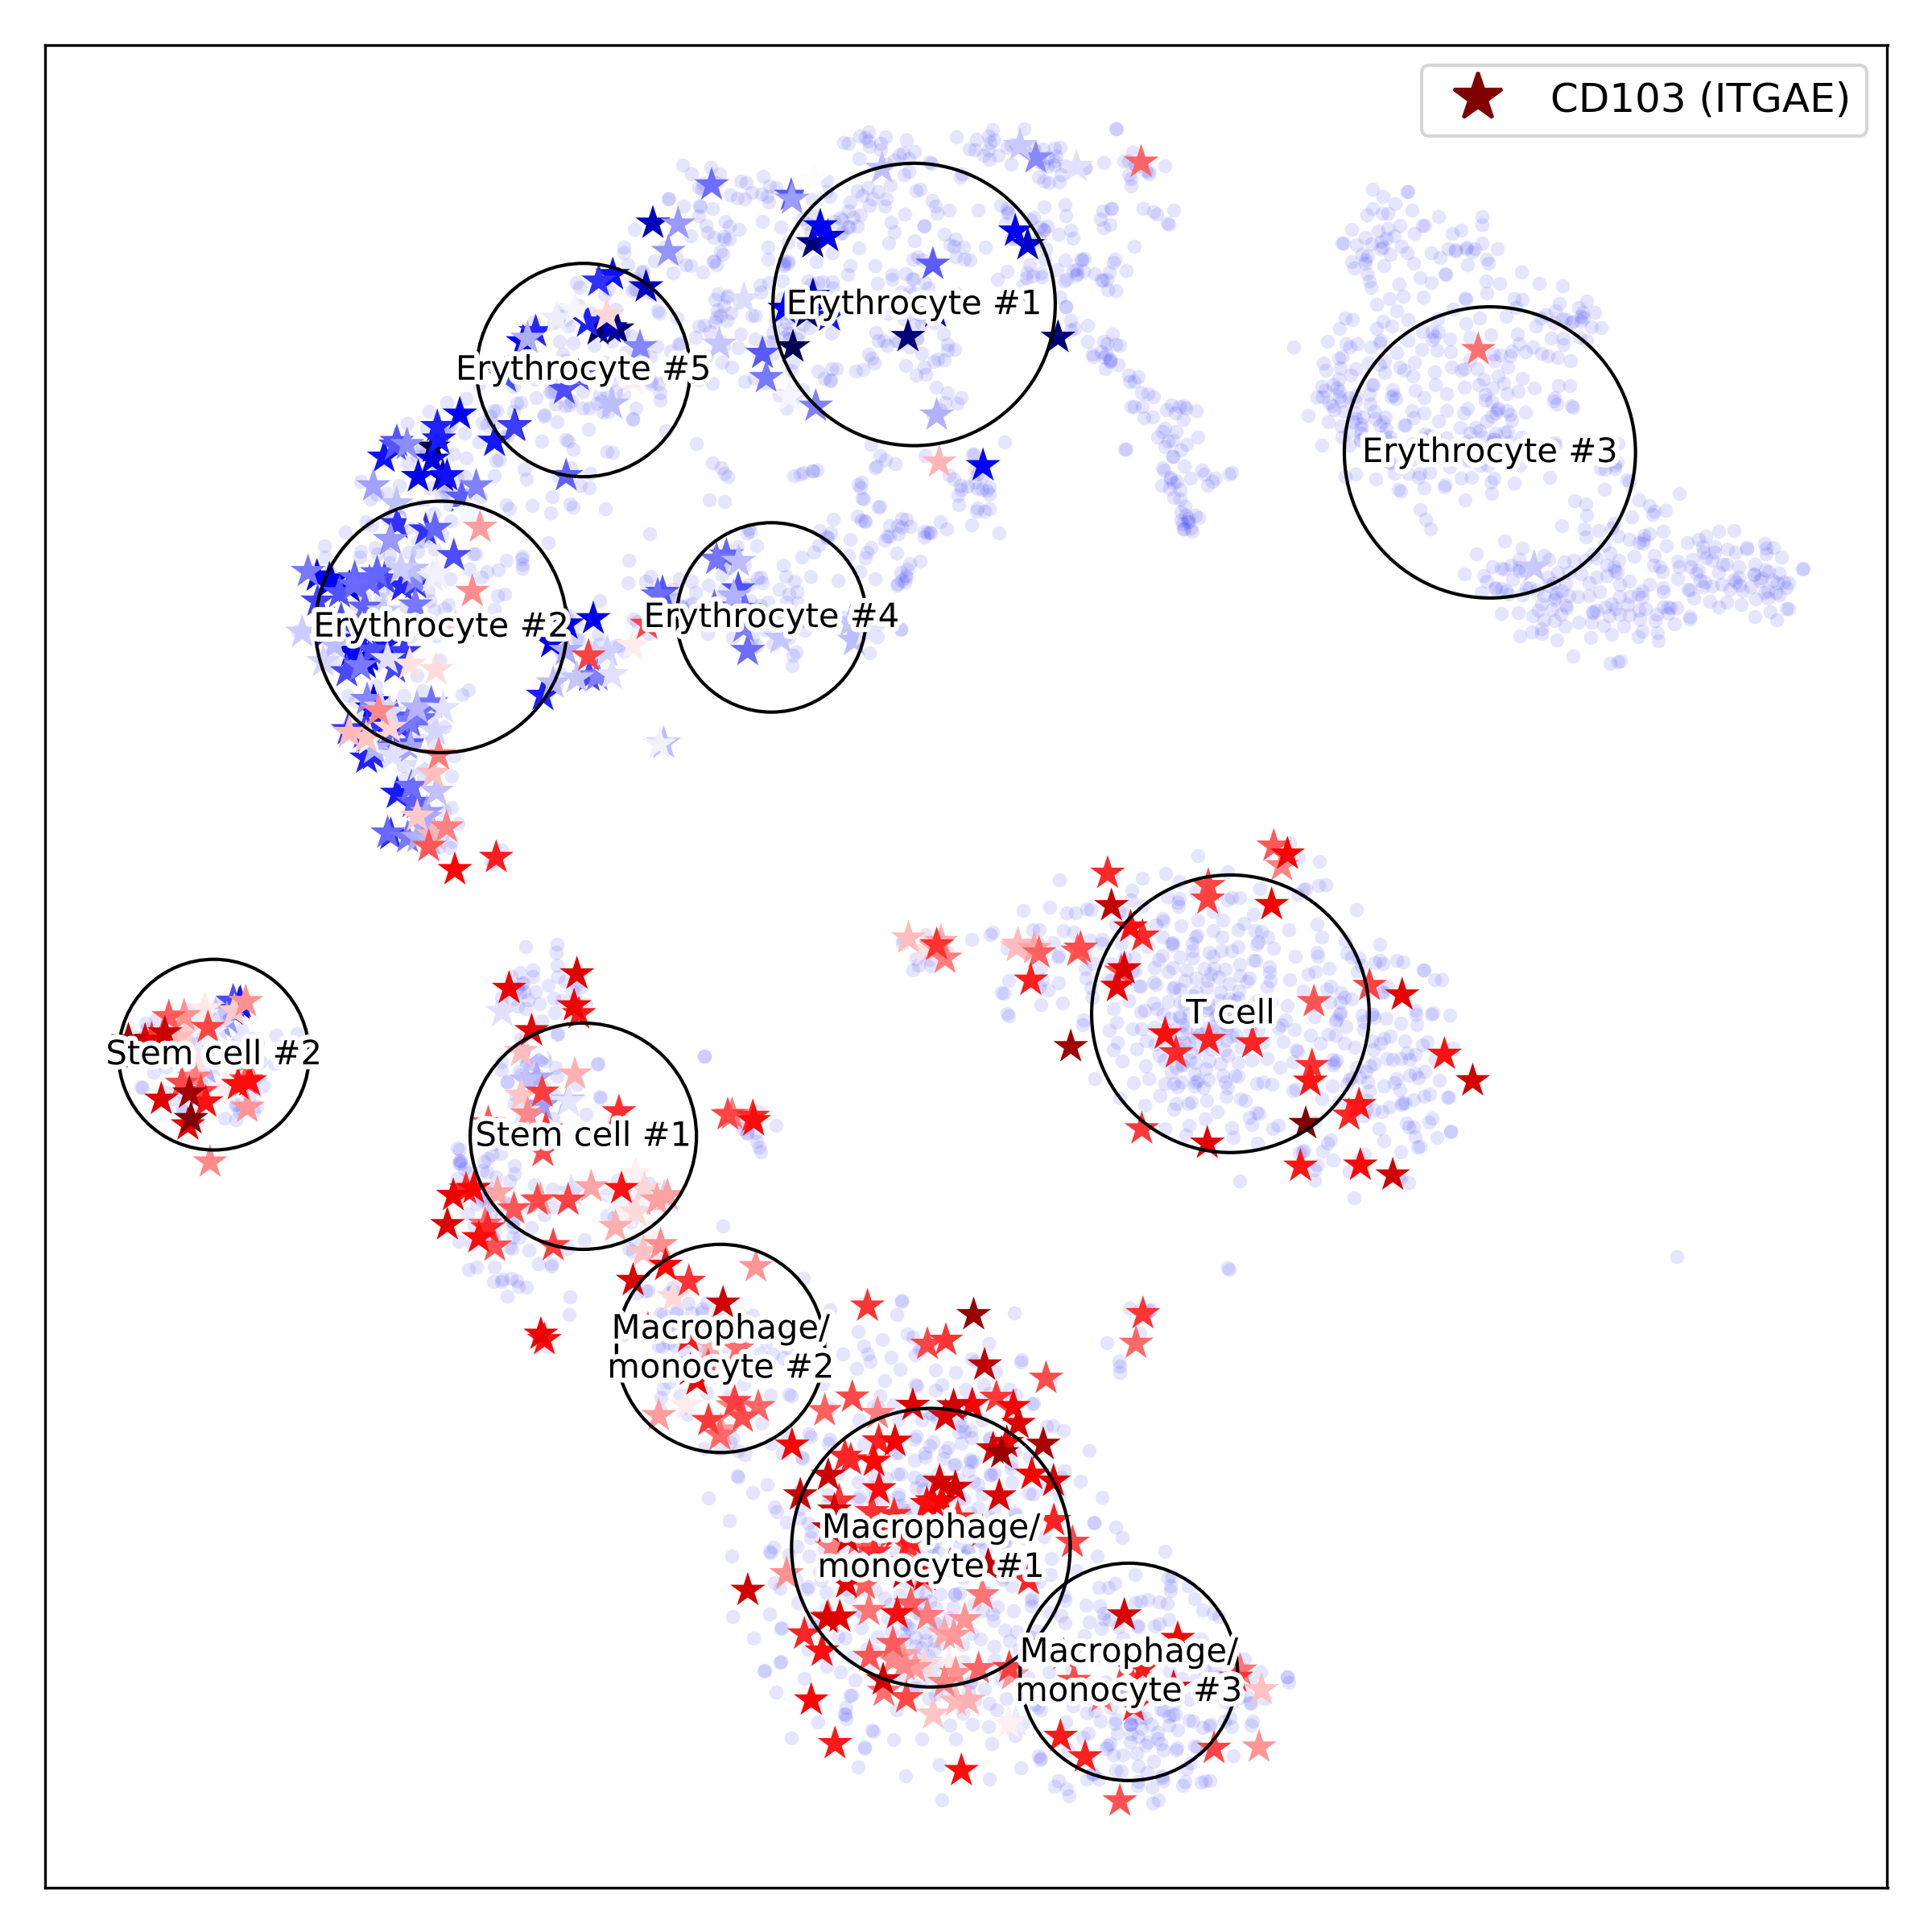 CD103 (ITGAE)
Erythrocyte #1
Erythrocyte #5
Erythrocyte #3
Erythrocyte #4
Erythrocyte #2
T cell
Stem cell #2
Stem cell #1
Macrophage/
monocyte #2
Macrophage/
monocyte #1
Macrophage/
monocyte #3